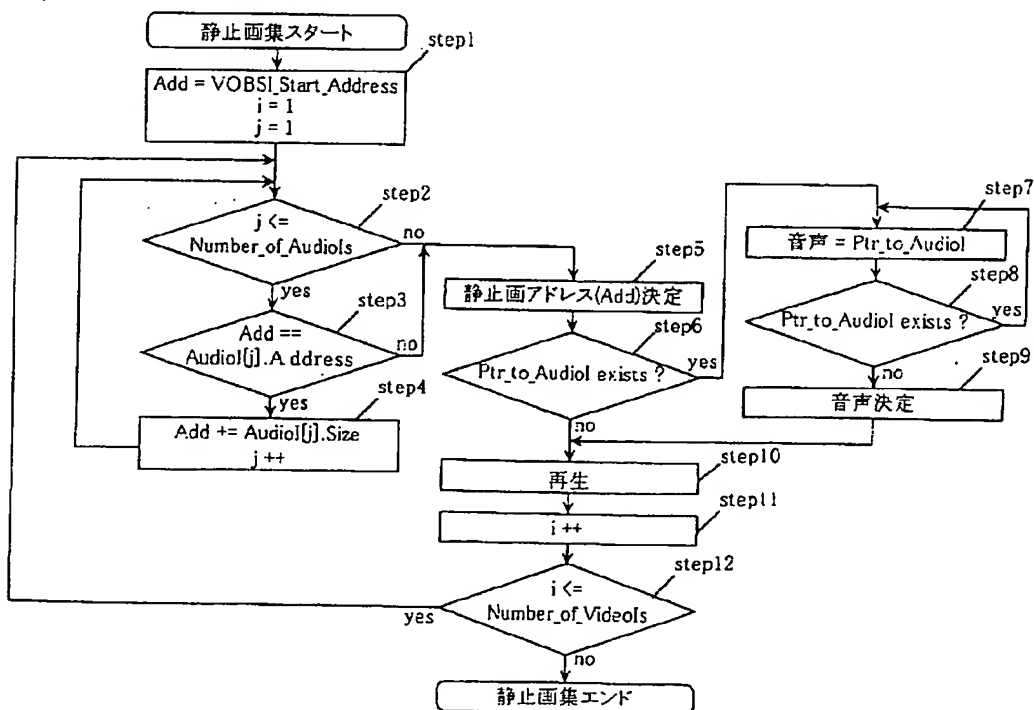 静止画集スタート
step1
Add = VOBSI_Start_Address
i = 1
j = 1
step2
j <=
Number_of_AudioIs
no
yes
step3
Add ==
AudioI[j].Address
no
yes
step4
Add += AudioI[j].Size
j ++
step5
静止画アドレス(Add)決定
step6
Ptr_to_AudioI exists ?
yes
no
step7
音声 = Ptr_to_AudioI
step8
Ptr_to_AudioI exists ?
yes
no
step9
音声決定
step10
再生
step11
i ++
step12
i <=
Number_of_VideoIs
yes
no
静止画集エンド